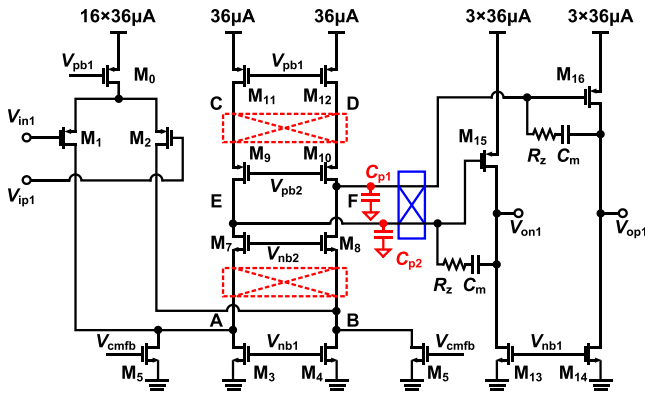 16×36μA 36μA 36μA 3×36μA 3×36μA
Vpb1 M0 Vpb1 M16
M11 M12
C D
Vin1 M1 M2 M15
M9 M10 Rz Cm
Vip1 Vpb2 Cp1
E F
Von1 Vop1
M7 M8 Cp2
Vnb2 Rz Cm
A B
Vcmfb Vnb1 Vcmfb Vnb1
M5 M3 M4 M5 M13 M14